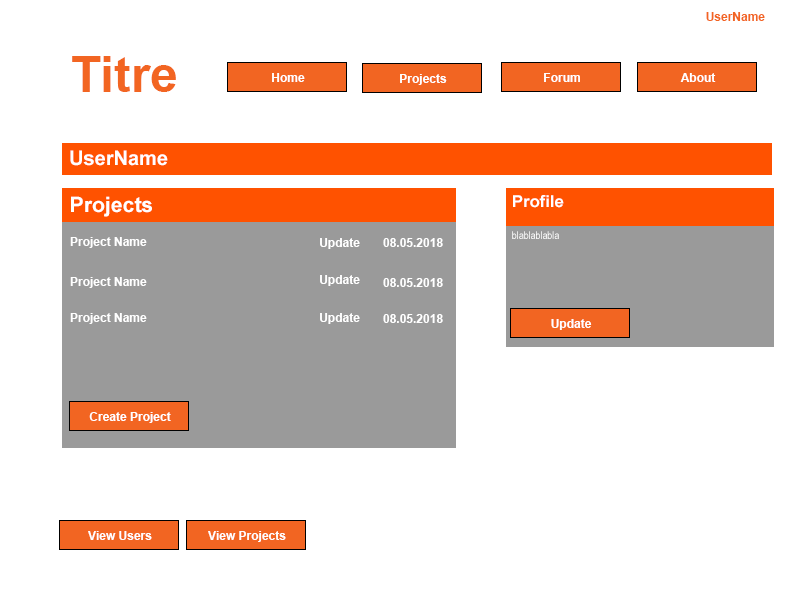 UserName
Titre
Home Projects Forum About
UserName
Projects
Project Name Update 08.05.2018
Project Name Update 08.05.2018
Project Name Update 08.05.2018
Create Project
Profile
blablablabla
Update
View Users View Projects